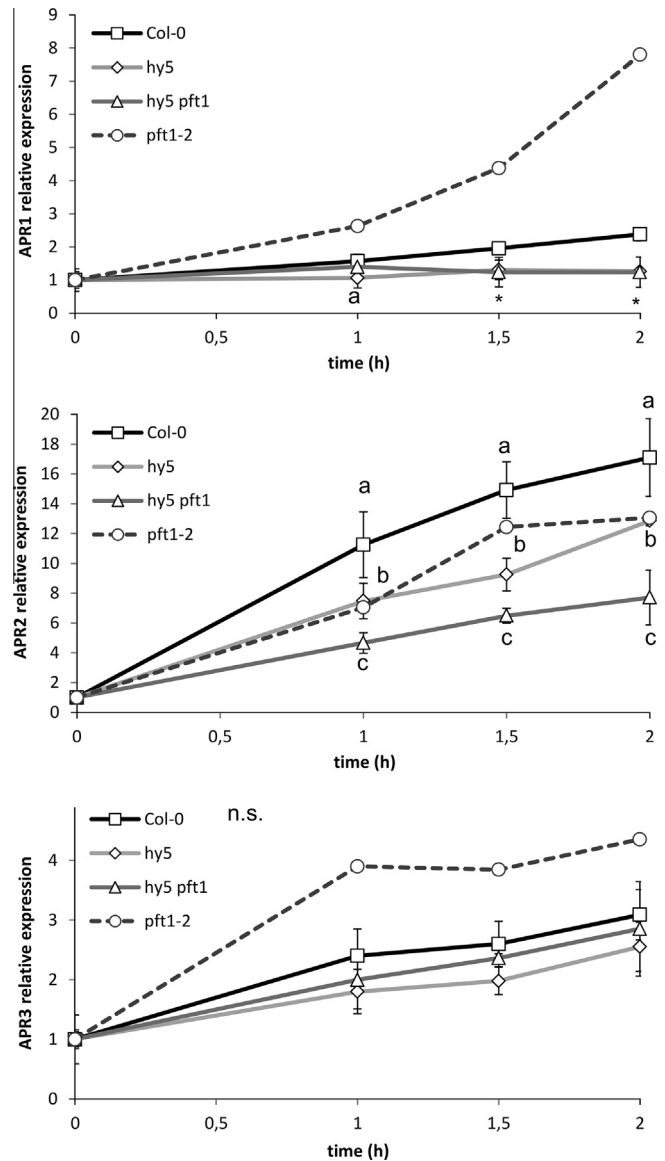 APR1 relative expression
9
8
7
6
5
4
3
2
1
0
Col-0
hy5
hy5 pft1
pft1-2
a
*
*
0
0,5
1
1,5
2
time (h)
APR2 relative expression
20
18
16
14
12
10
8
6
4
2
0
Col-0
hy5
hy5 pft1
pft1-2
a
a
a
b
b
b
c
c
c
0
0,5
1
1,5
2
time (h)
APR3 relative expression
4
3
2
1
0
Col-0
hy5
hy5 pft1
pft1-2
n.s.
0
0,5
1
1,5
2
time (h)